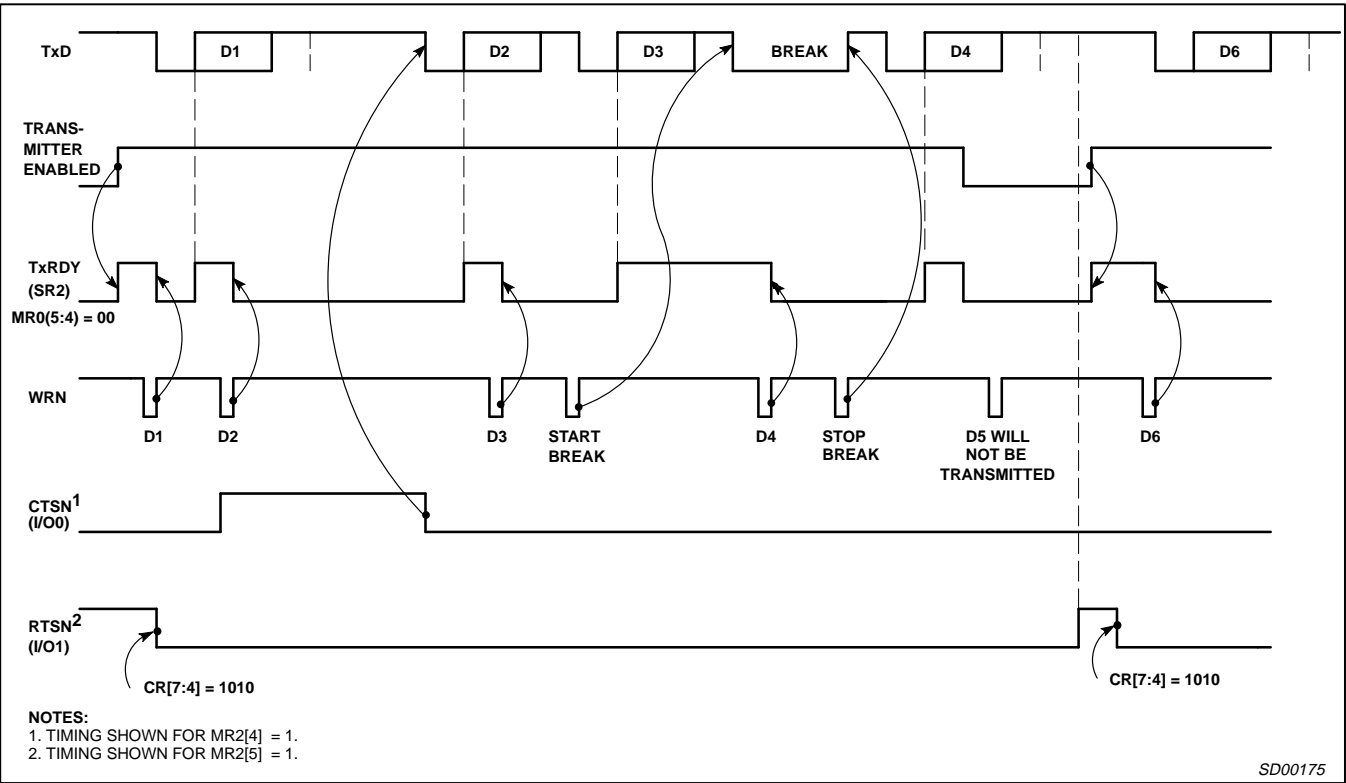 TxD
D1
D2
D3
BREAK
D4
D6
TRANS-
MITTER
ENABLED
TxRDY
(SR2)
MR0(5:4) = 00
WRN
D1
D2
D3
START
BREAK
D4
STOP
BREAK
D5 WILL
NOT BE
TRANSMITTED
D6
CTSN1
(I/O0)
RTSN2
(I/O1)
CR[7:4] = 1010
CR[7:4] = 1010
NOTES:
1. TIMING SHOWN FOR MR2[4] = 1.
2. TIMING SHOWN FOR MR2[5] = 1.
SD00175